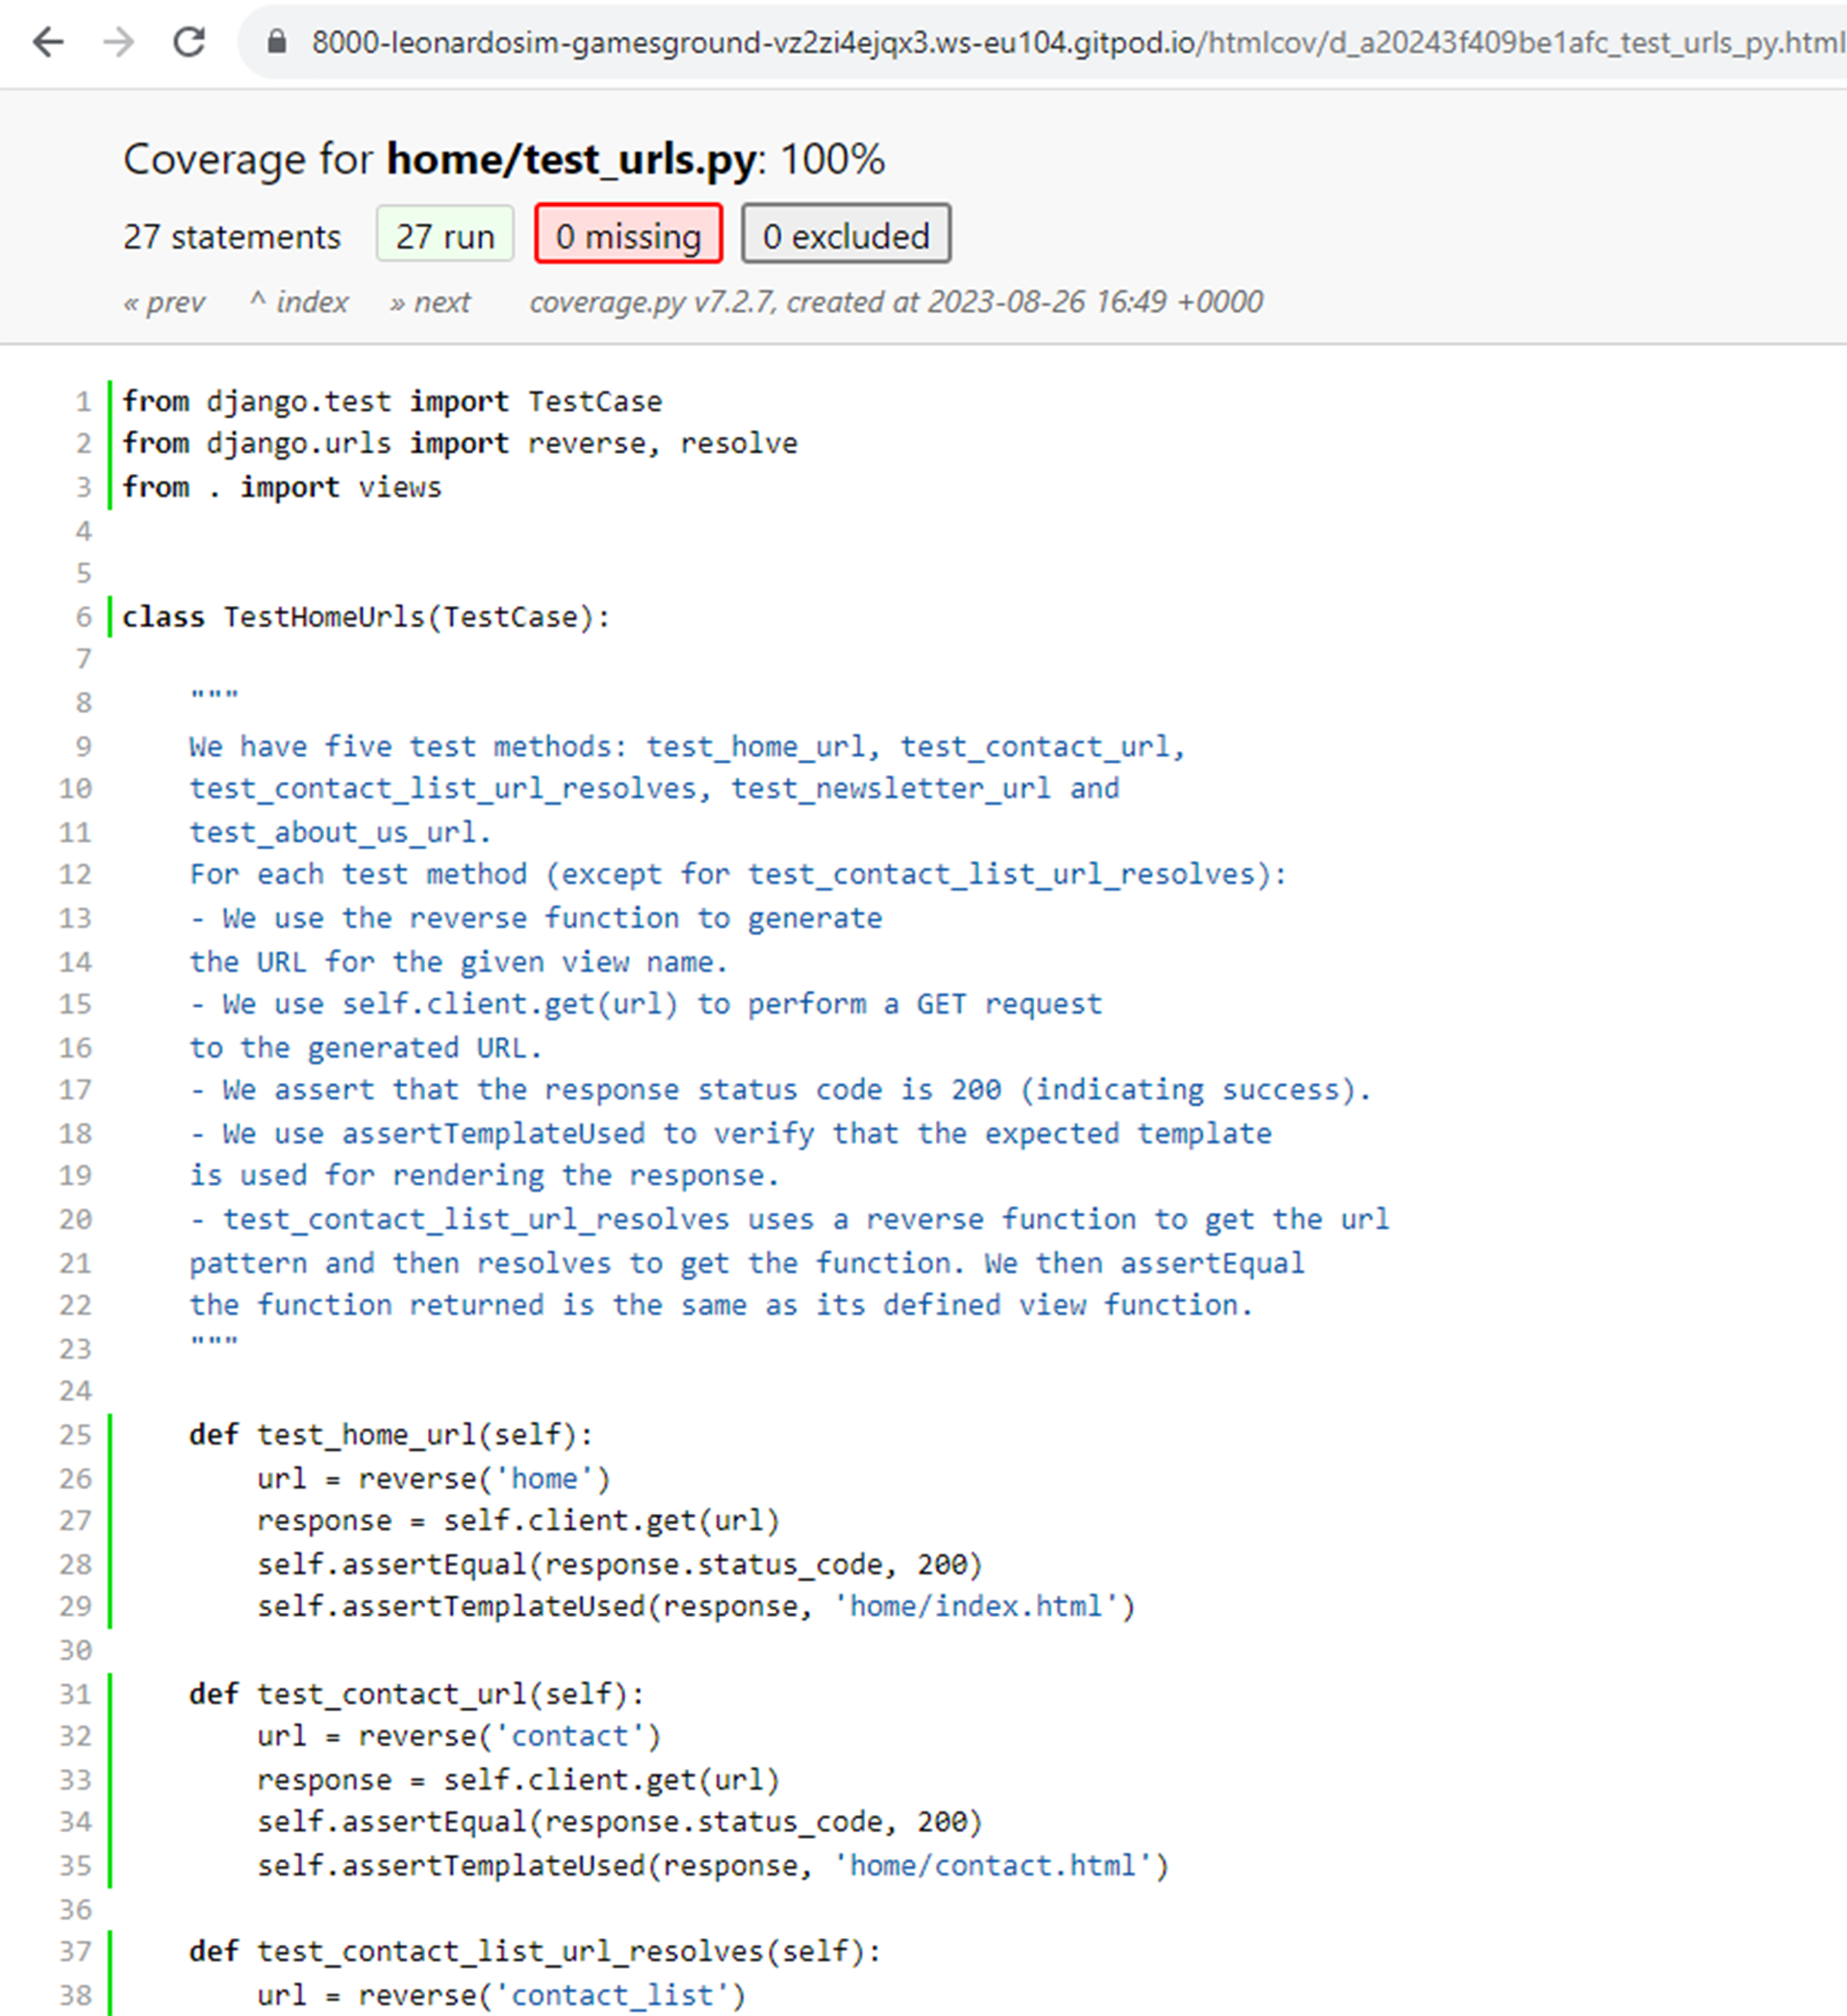 8000-leonardosim-gamesground-vz2zi4ejqx3.ws-eu104.gitpod.io/htmlcov/d_a20243f409be1afc_test_urls_py.html
Coverage for home/test_urls.py: 100%
27 statements 27 run 0 missing 0 excluded
« prev ^ index » next coverage.py v7.2.7, created at 2023-08-26 16:49 +0000
1 from django.test import TestCase
2 from django.urls import reverse, resolve
3 from . import views
4
5
6 class TestHomeUrls(TestCase):
7
8     """
9     We have five test methods: test_home_url, test_contact_url,
10     test_contact_list_url_resolves, test_newsletter_url and
11     test_about_us_url.
12     For each test method (except for test_contact_list_url_resolves):
13     - We use the reverse function to generate
14     the URL for the given view name.
15     - We use self.client.get(url) to perform a GET request
16     to the generated URL.
17     - We assert that the response status code is 200 (indicating success).
18     - We use assertTemplateUsed to verify that the expected template
19     is used for rendering the response.
20     - test_contact_list_url_resolves uses a reverse function to get the url
21     pattern and then resolves to get the function. We then assertEqual
22     the function returned is the same as its defined view function.
23     """
24
25     def test_home_url(self):
26         url = reverse('home')
27         response = self.client.get(url)
28         self.assertEqual(response.status_code, 200)
29         self.assertTemplateUsed(response, 'home/index.html')
30
31     def test_contact_url(self):
32         url = reverse('contact')
33         response = self.client.get(url)
34         self.assertEqual(response.status_code, 200)
35         self.assertTemplateUsed(response, 'home/contact.html')
36
37     def test_contact_list_url_resolves(self):
38         url = reverse('contact_list')